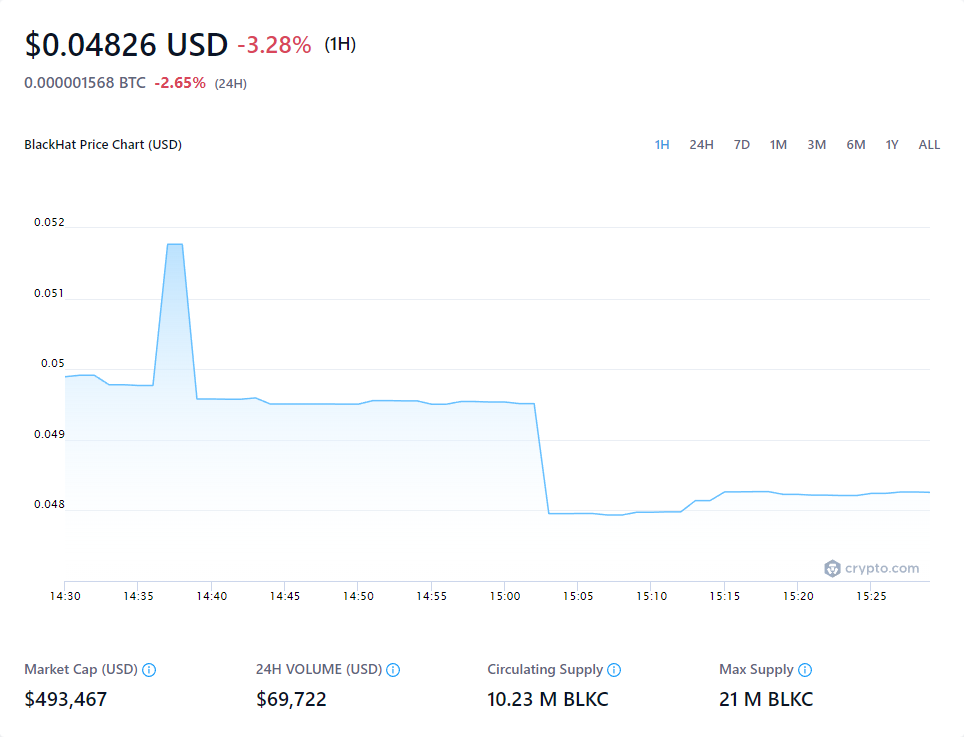 $0.04826 USD -3.28% (1H)
0.000001568 BTC -2.65% (24H)
BlackHat Price Chart (USD) 1H 24H 7D 1M 3M 6M 1Y ALL
0.052
0.051
0.05
0.049
0.048
crypto.com
14:30 14:35 14:40 14:45 14:50 14:55 15:00 15:05 15:10 15:15 15:20 15:25
Market Cap (USD) 24H VOLUME (USD) Circulating Supply Max Supply
$493,467 $69,722 10.23 M BLKC 21 M BLKC